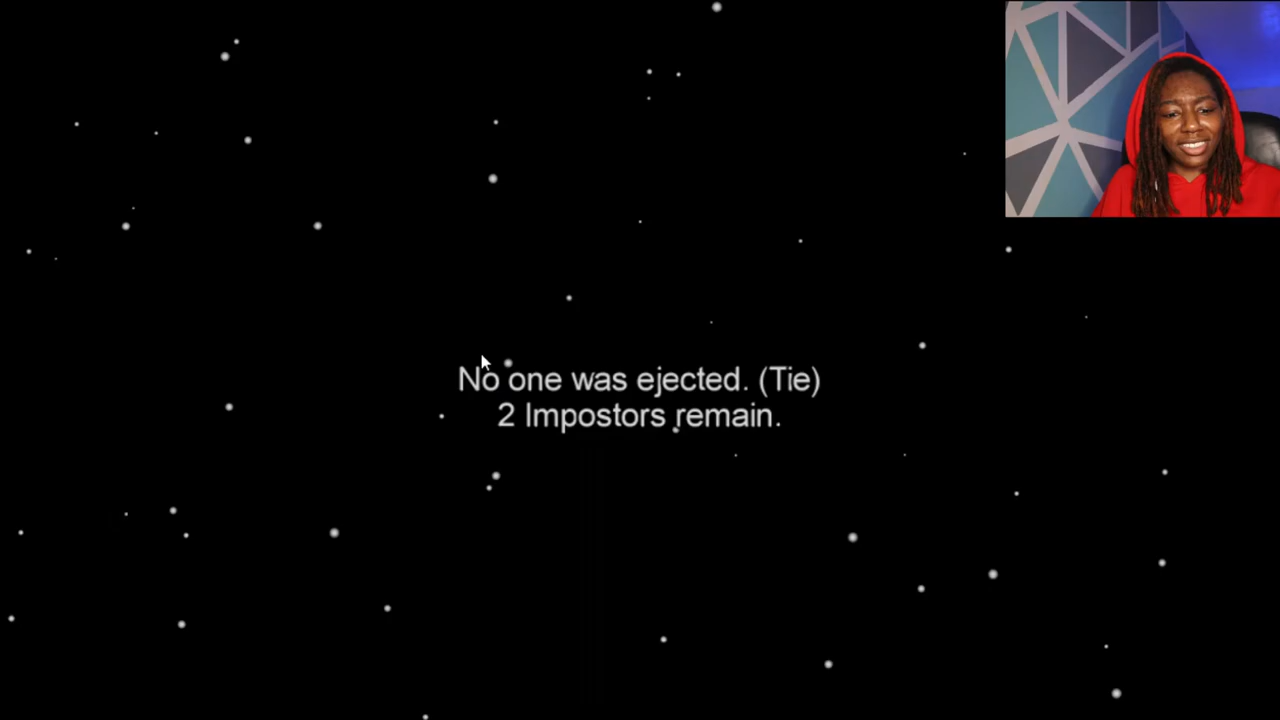 No one was ejected. (Tie)
2 Impostors remain.